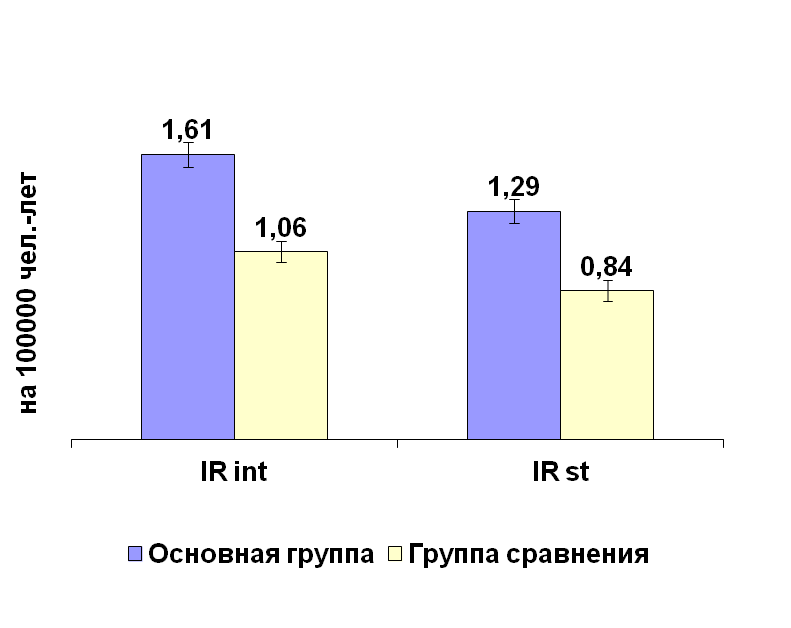 1,61
1,29
1,06
0,84
на 100000 чел.-лет
IR int
IR st
Основная группа
Группа сравнения